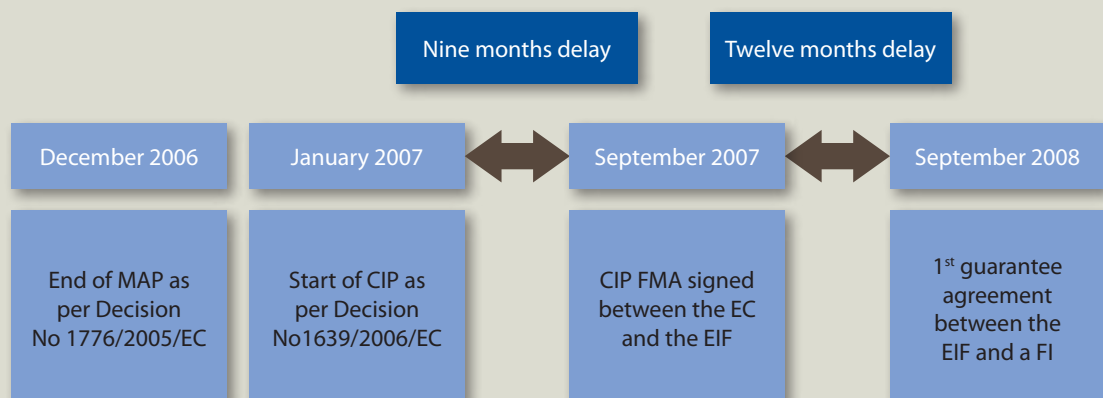 Nine months delay
Twelve months delay
December 2006
January 2007
September 2007
September 2008
End of MAP as
per Decision
No 1776/2005/EC
Start of CIP as
per Decision
No1639/2006/EC
CIP FMA signed
between the EC
and the EIF
1st guarantee
agreement
between the
EIF and a FI